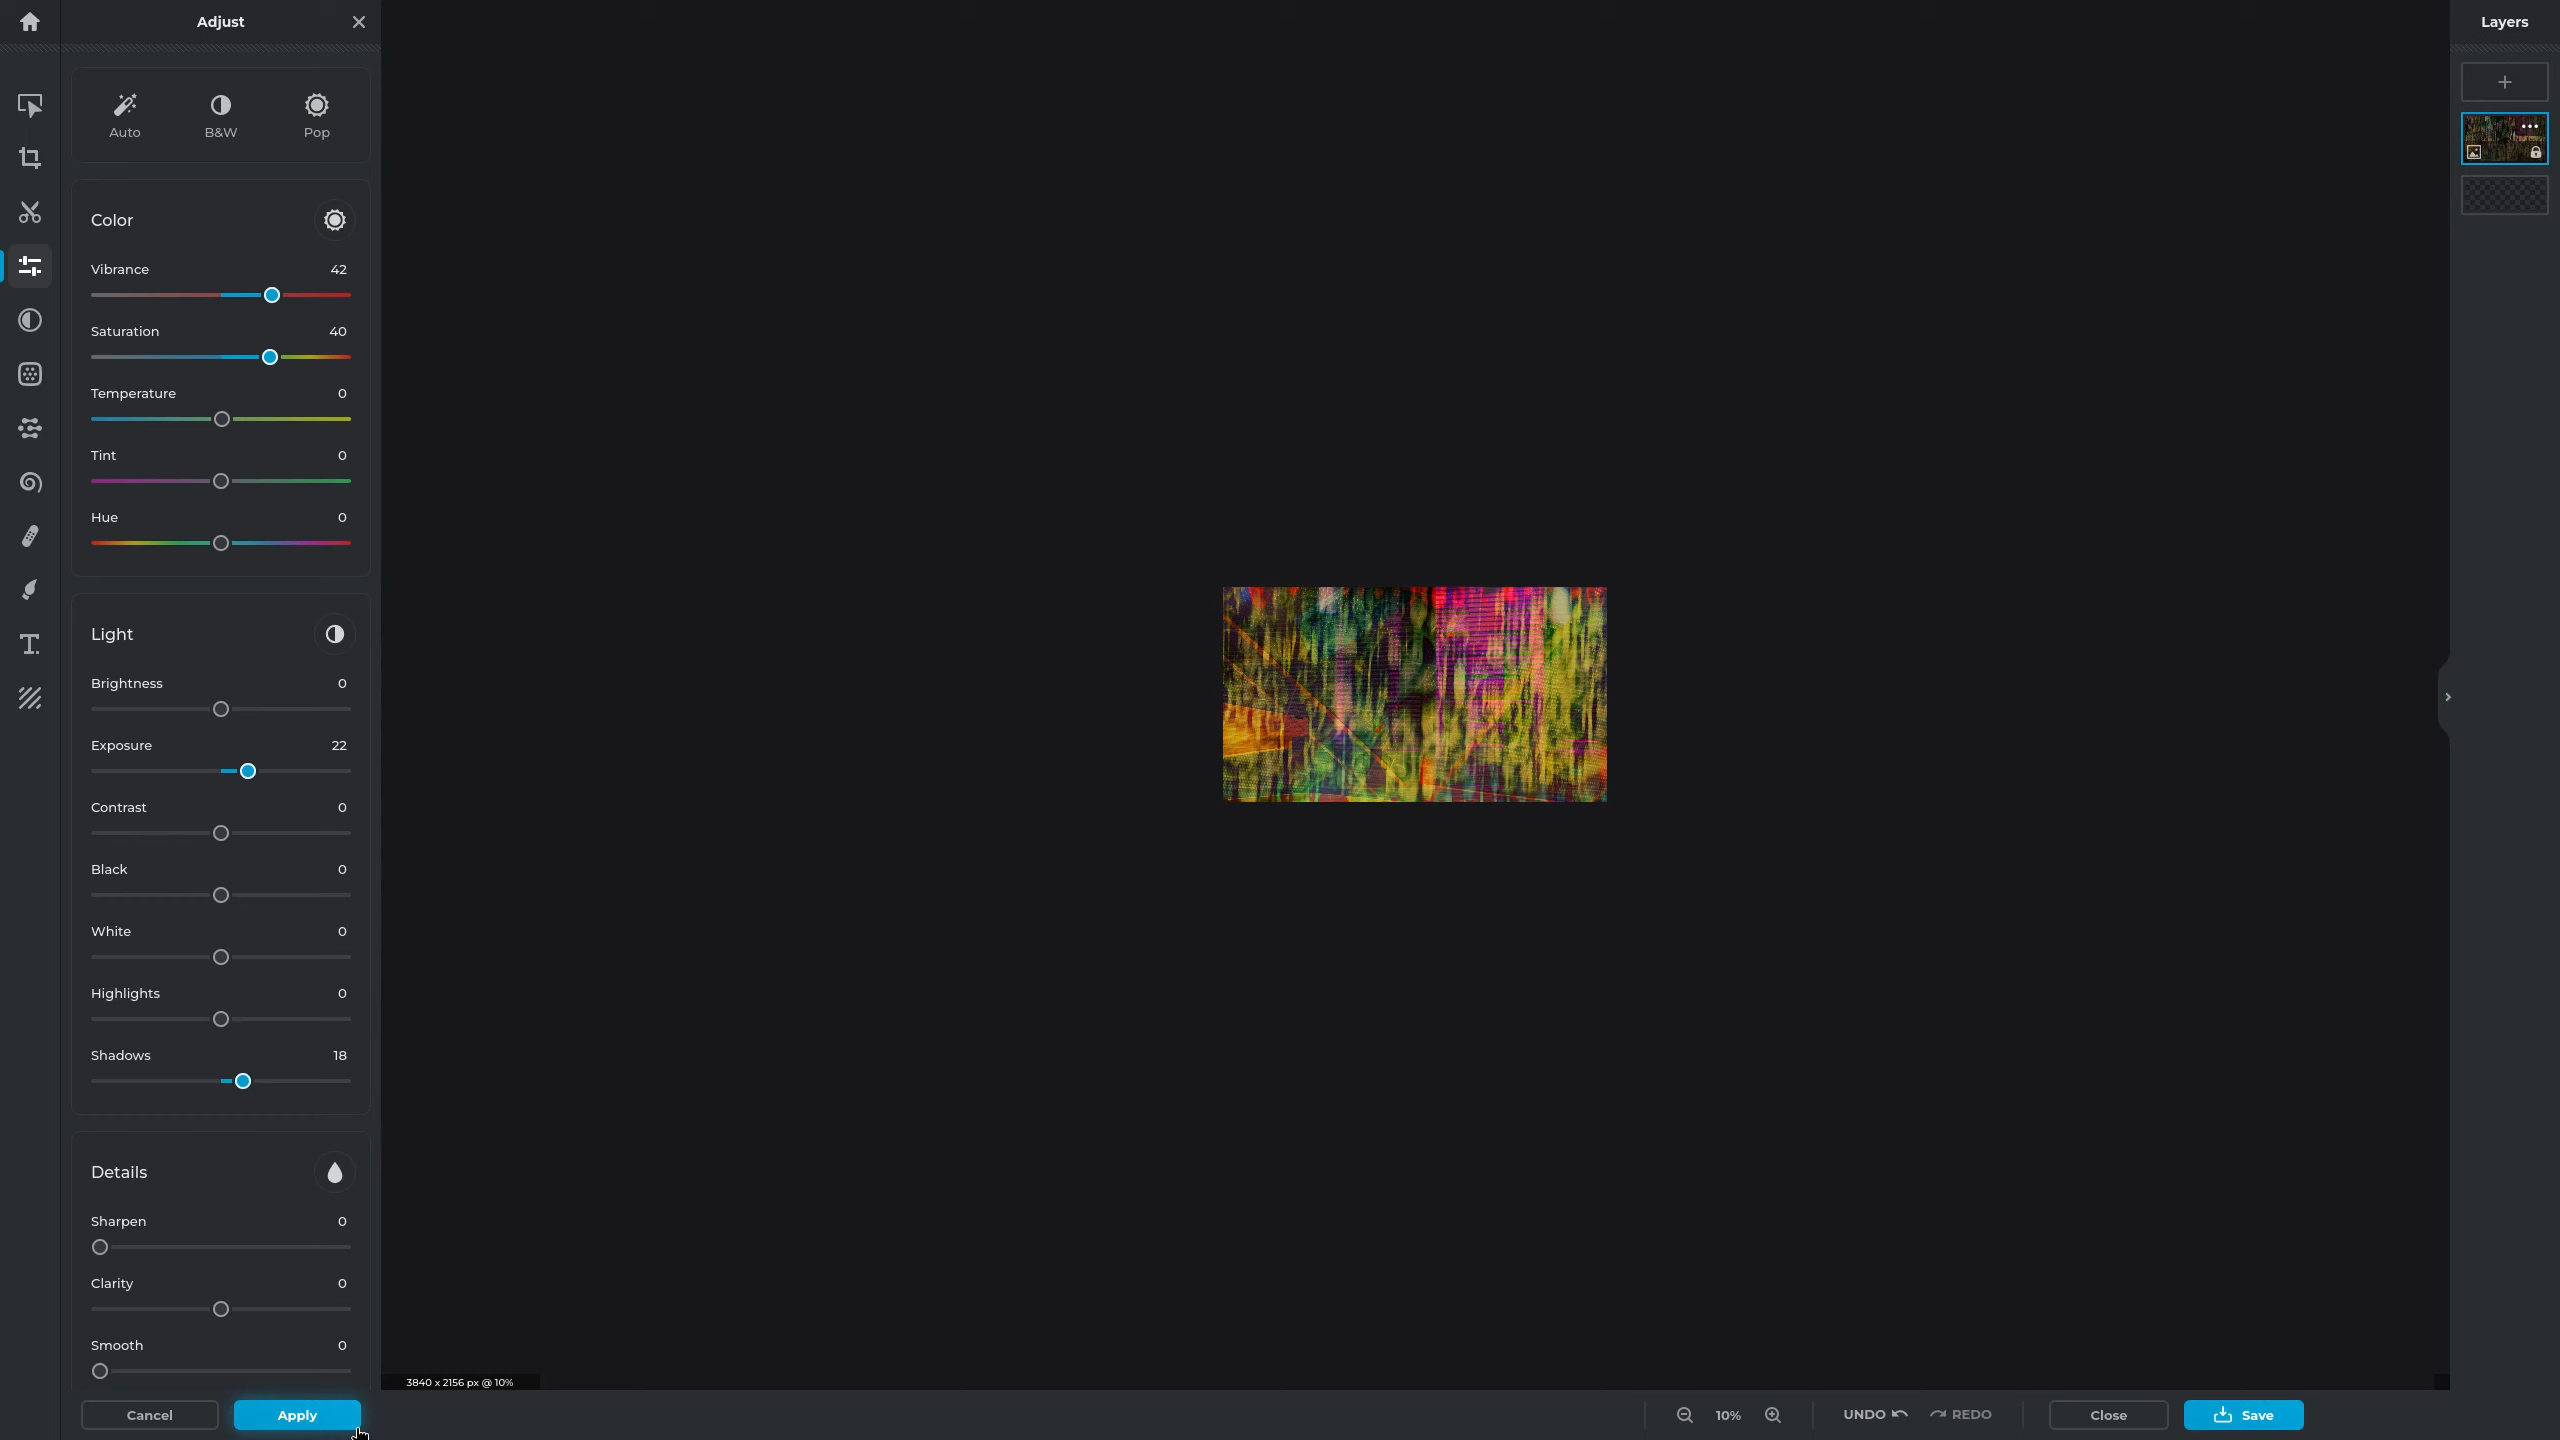 Adjust
Auto
B&W
Pop
Color
Vibrance 42
Saturation 40
Temperature 0
Tint 0
Hue 0
Light
Brightness 0
Exposure 22
Contrast 0
Black 0
White 0
Highlights 0
Shadows 18
Details
Sharpen 0
Clarity 0
Smooth 0
Cancel
Apply
3840 x 2156 px @ 10%
10%
UNDO
REDO
Close
Save
Layers